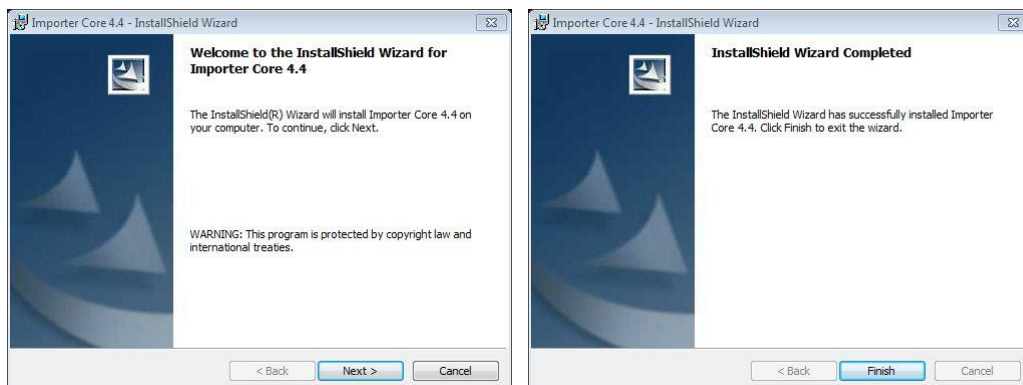 Importer Core 4.4 - InstallShield Wizard
Welcome to the InstallShield Wizard for
Importer Core 4.4
The InstallShield(R) Wizard will install Importer Core 4.4 on
your computer. To continue, click Next.
WARNING: This program is protected by copyright law and
international treaties.
< Back
Next >
Cancel
Importer Core 4.4 - InstallShield Wizard
InstallShield Wizard Completed
The InstallShield Wizard has successfully installed Importer
Core 4.4. Click Finish to exit the wizard.
< Back
Finish
Cancel